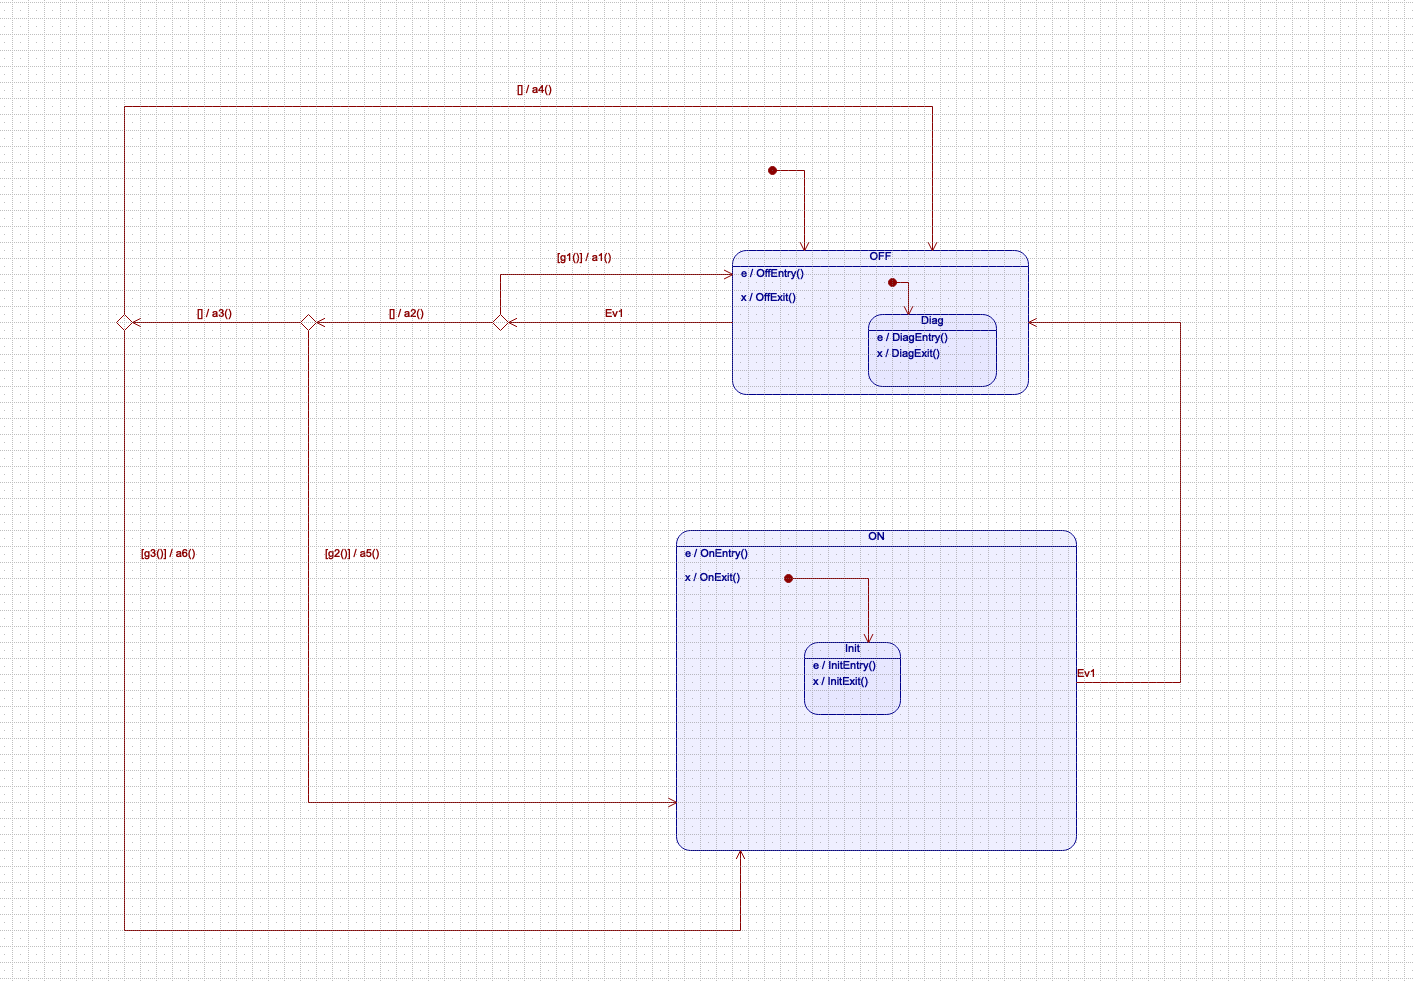 [] / a4()
[g1()] / a1()
OFF
e / OffEntry()
x / OffExit()
[] / a3()
[] / a2()
Ev1
Diag
e / DiagEntry()
x / DiagExit()
ON
e / OnEntry()
x / OnExit()
[g3()] / a6()
[g2()] / a5()
Init
e / InitEntry()
x / InitExit()
Ev1